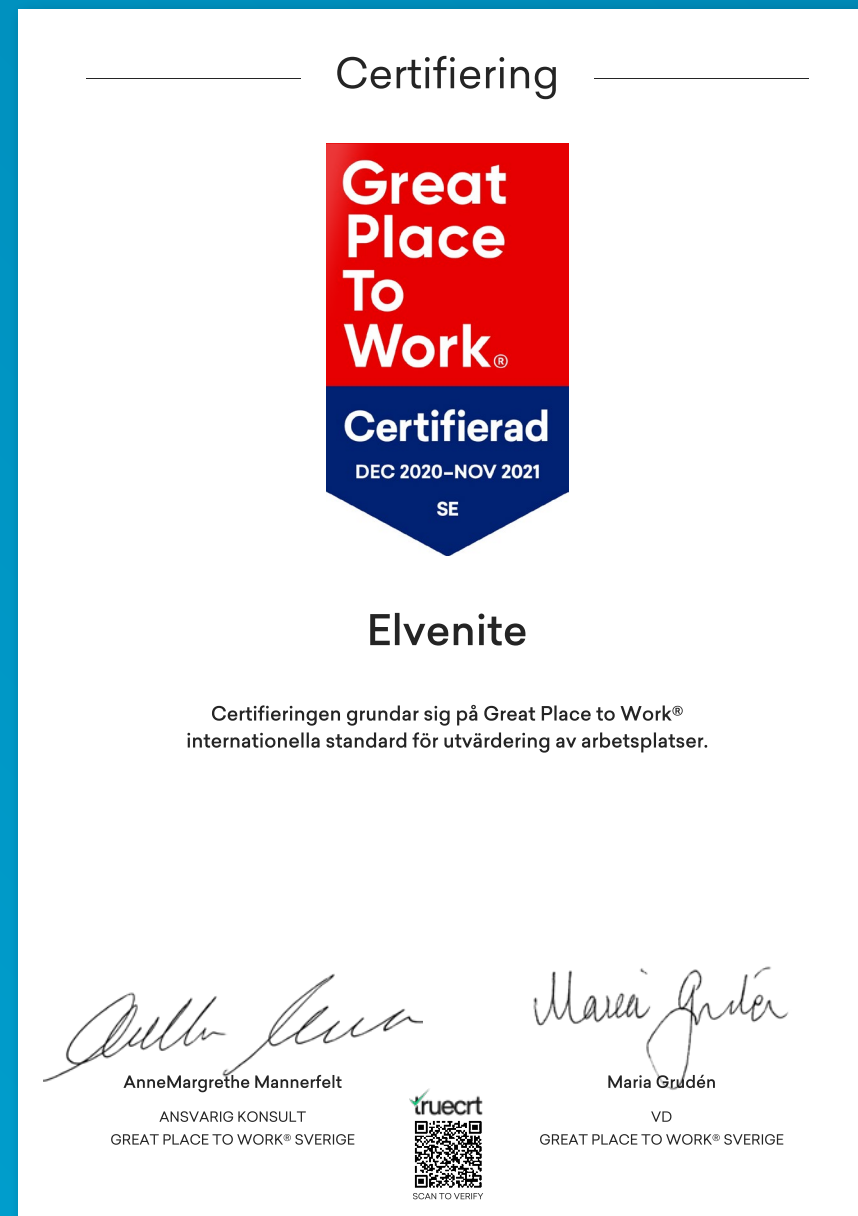 Certifiering
Great
Place
To
Work®
Certifierad
DEC 2020–NOV 2021
SE
Elvenite
Certifieringen grundar sig på Great Place to Work®
internationella standard för utvärdering av arbetsplatser.
Maria Grudén
AnneMargrethe Mannerfelt
ANSVARIG KONSULT
GREAT PLACE TO WORK® SVERIGE
truecrt
SCAN TO VERIFY
Maria Grudén
VD
GREAT PLACE TO WORK® SVERIGE